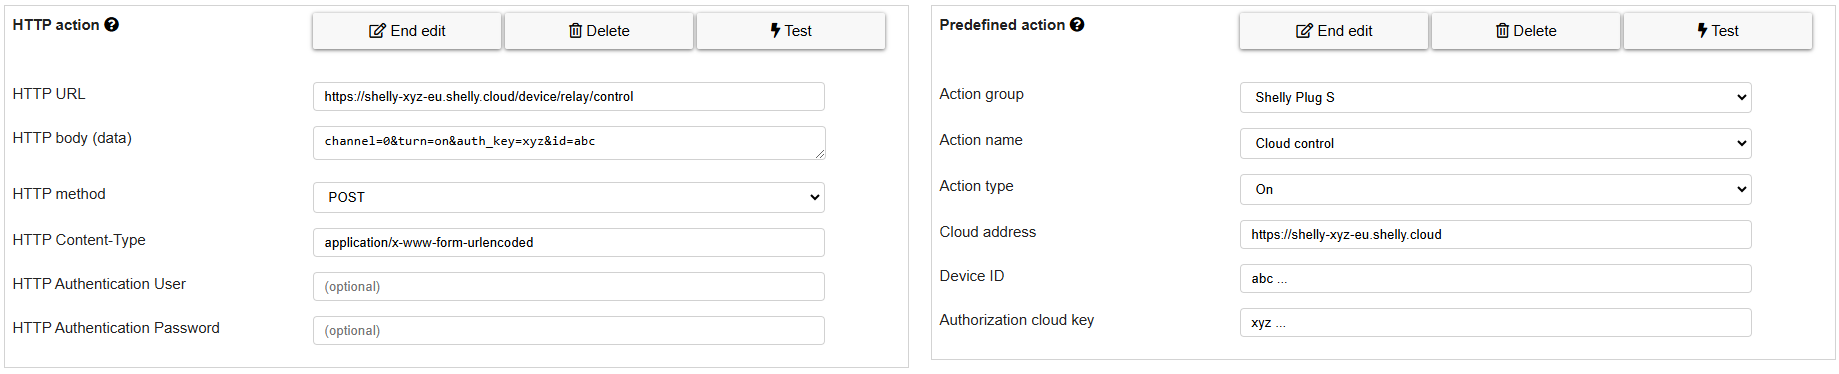 HTTP action
End edit
Delete
Test
HTTP URL
https://shelly-xyz-eu.shelly.cloud/device/relay/control
HTTP body (data)
channel=0&turn=on&auth_key=xyz&id=abc
HTTP method
POST
HTTP Content-Type
application/x-www-form-urlencoded
HTTP Authentication User
(optional)
HTTP Authentication Password
(optional)
Predefined action
End edit
Delete
Test
Action group
Shelly Plug S
Action name
Cloud control
Action type
On
Cloud address
https://shelly-xyz-eu.shelly.cloud
Device ID
abc ...
Authorization cloud key
xyz ...